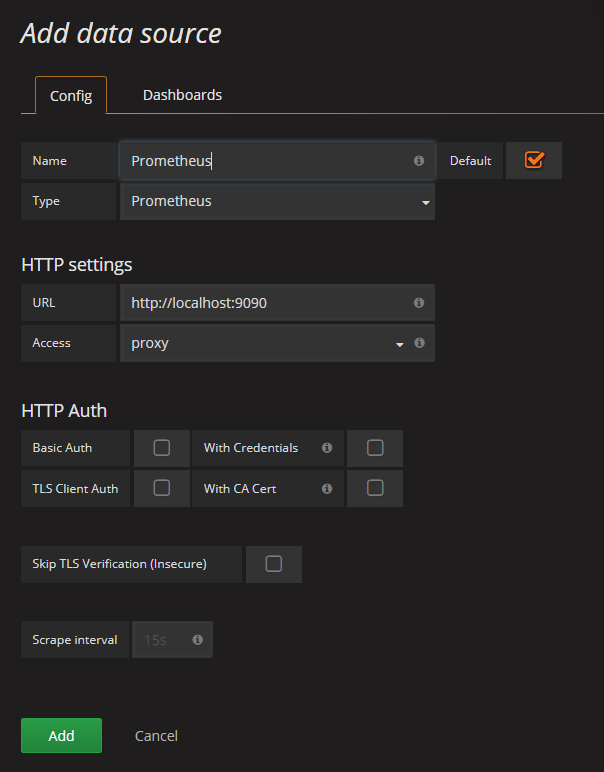 Add data source
Config Dashboards
Name Prometheus Default
Type Prometheus
HTTP settings
URL http://localhost:9090
Access proxy
HTTP Auth
Basic Auth With Credentials
TLS Client Auth With CA Cert
Skip TLS Verification (Insecure)
Scrape interval 15s
Add Cancel